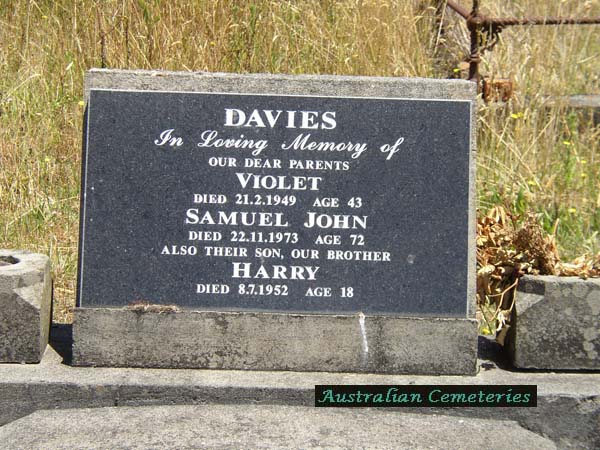 DAVIES
In Loving Memory of
OUR DEAR PARENTS
VIOLET
DIED 21.2.1949 AGE 43
SAMUEL JOHN
DIED 22.11.1973 AGE 72
ALSO THEIR SON, OUR BROTHER
HARRY
DIED 8.7.1952 AGE 18
Australian Cemeteries